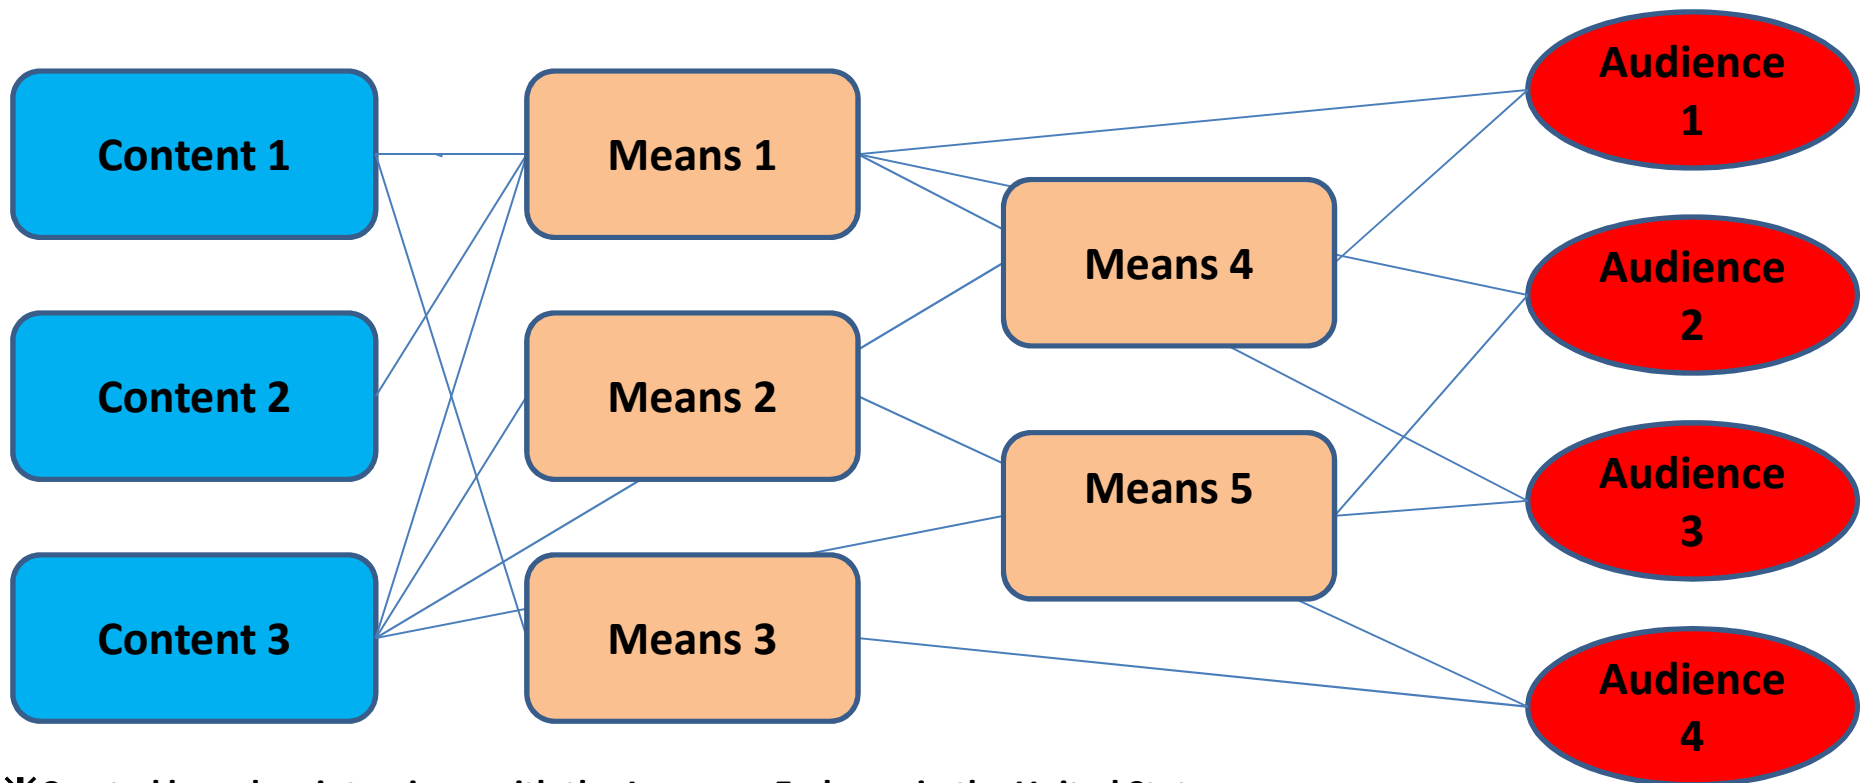 Content 1
Means 1
Audience
1
Means 4
Audience
2
Content 2
Means 2
Means 5
Audience
3
Content 3
Means 3
Audience
4